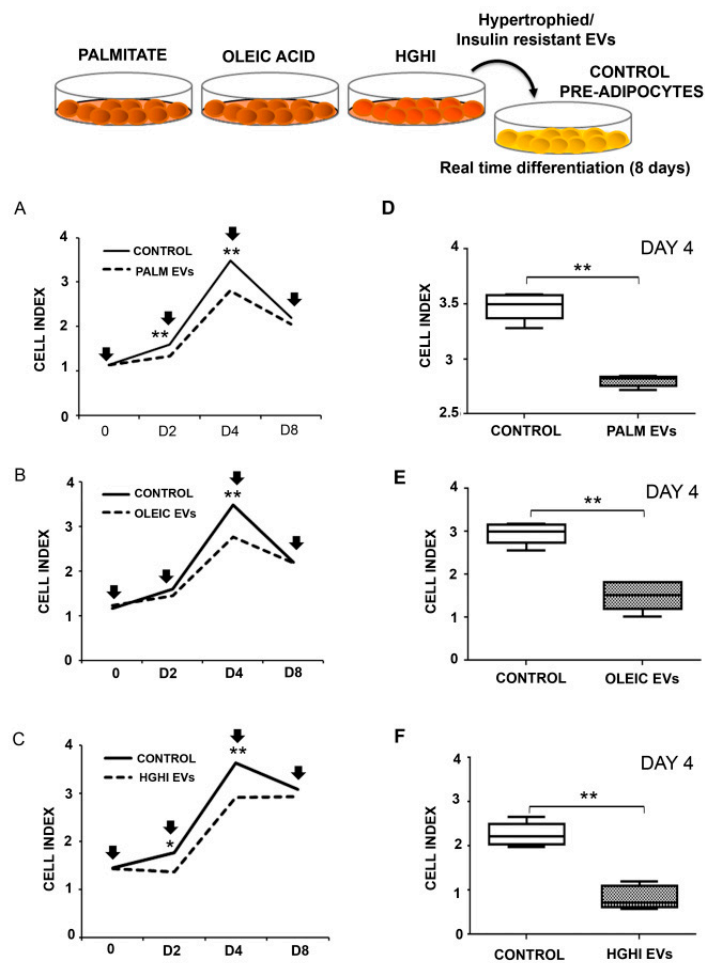 Hypertrophied/
Insulin resistant EVs
PALMITATE
OLEIC ACID
HGHI
CONTROL
PRE-ADIPOCYTES
Real time differentiation (8 days)
A
CELL INDEX
4
3
2
1
0
CONTROL
PALM EVs
**
**
0
D2
D4
D8
D
DAY 4
CELL INDEX
4
3.5
3
2.5
**
CONTROL
PALM EVs
B
CELL INDEX
4
3
2
1
0
CONTROL
OLEIC EVs
**
0
D2
D4
D8
E
DAY 4
CELL INDEX
4
3
2
1
0
**
CONTROL
OLEIC EVs
C
CELL INDEX
4
3
2
1
0
CONTROL
HGHI EVs
*
**
0
D2
D4
D8
F
DAY 4
CELL INDEX
4
3
2
1
0
**
CONTROL
HGHI EVs